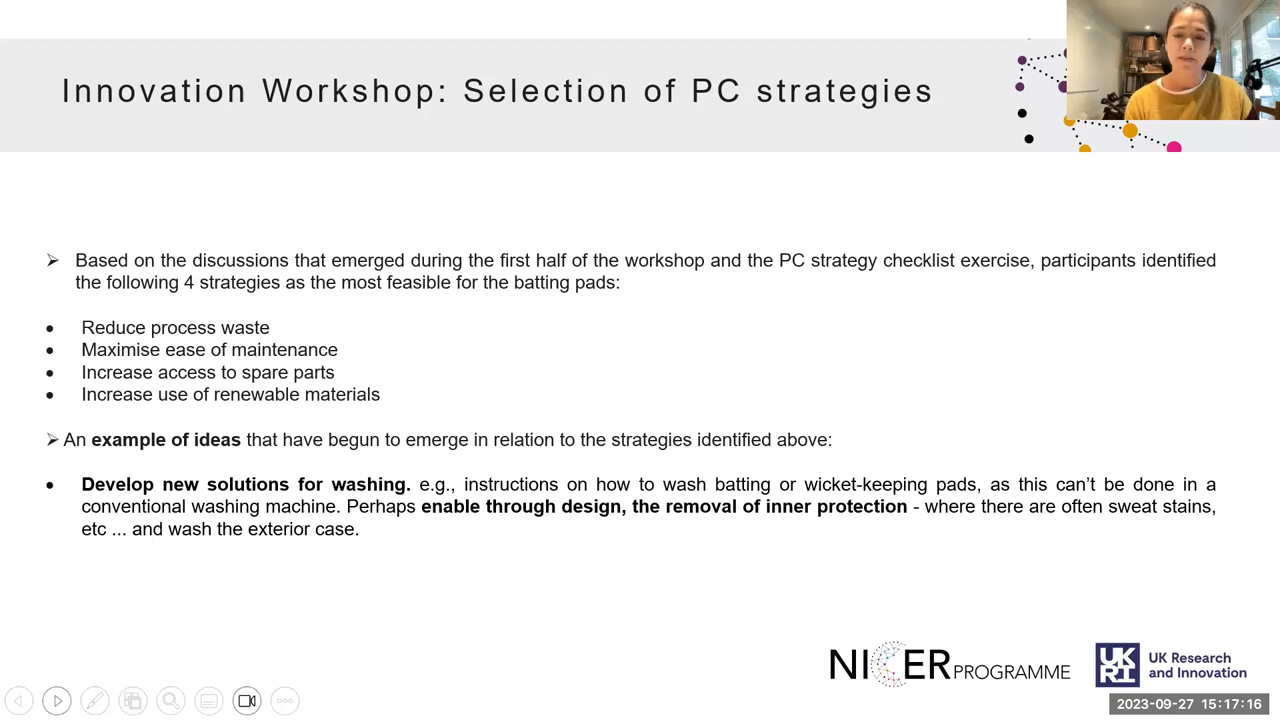 Innovation Workshop: Selection of PC strategies
➢ Based on the discussions that emerged during the first half of the workshop and the PC strategy checklist exercise, participants identified
the following 4 strategies as the most feasible for the batting pads:
• Reduce process waste
• Maximise ease of maintenance
• Increase access to spare parts
• Increase use of renewable materials
➢ An example of ideas that have begun to emerge in relation to the strategies identified above:
• Develop new solutions for washing. e.g., instructions on how to wash batting or wicket-keeping pads, as this can’t be done in a
conventional washing machine. Perhaps enable through design, the removal of inner protection - where there are often sweat stains,
etc ... and wash the exterior case.
NICER PROGRAMME
UKRI
UK Research
and Innovation
2023-09-27 15:17:16